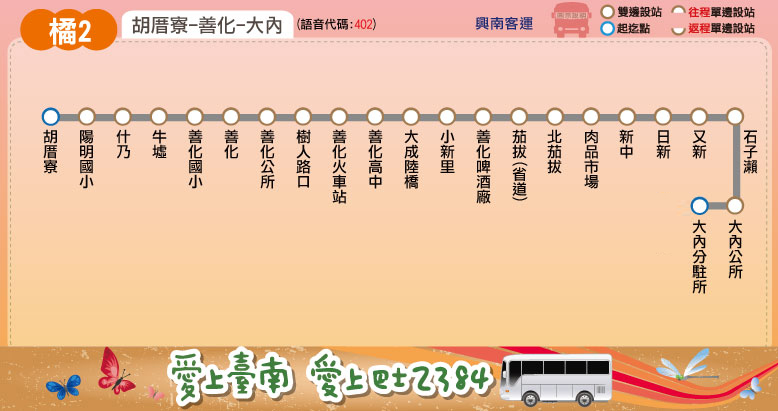 橘2
胡厝寮-善化-大內
(語音代碼:402)
興南客運
雙邊設站
往程單邊設站
起迄點
返程單邊設站
胡厝寮
陽明國小
什乃
牛墟
善化國小
善化
善化公所
樹人路口
善化火車站
善化高中
大成陸橋
小新里
善化啤酒廠
茄拔(省道)
北茄拔
肉品市場
新中
日新
又新
石子瀨
大內公所
大內分駐所
愛上臺南 愛上巴士2384